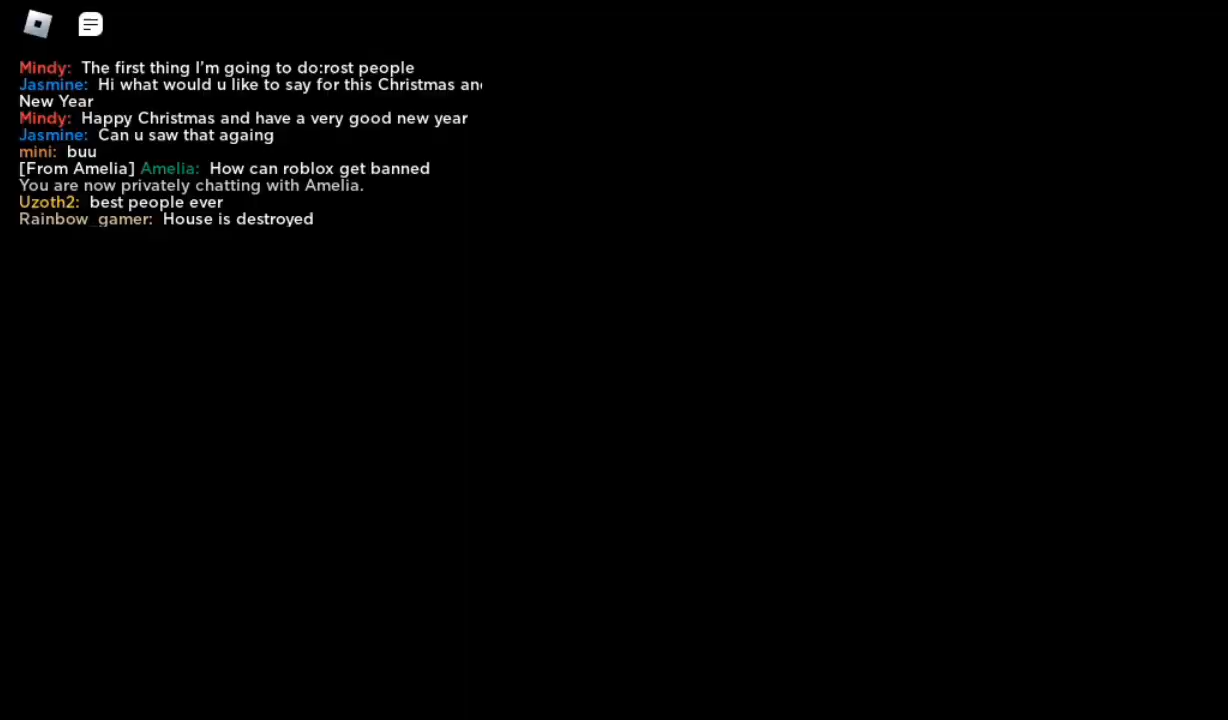 Mindy: The first thing I'm going to do:rost people
Jasmine: Hi what would u like to say for this Christmas and
New Year
Mindy: Happy Christmas and have a very good new year
Jasmine: Can u saw that againg
mini: buu
[From Amelia] Amelia: How can roblox get banned
You are now privately chatting with Amelia.
Uzoth2: best people ever
Rainbow_gamer: House is destroyed